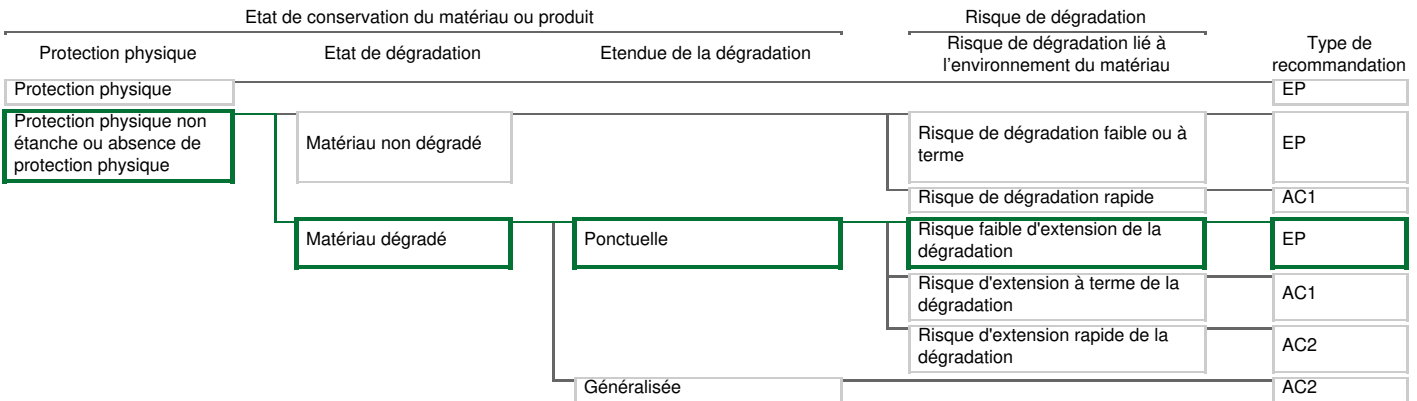 Etat de conservation du matériau ou produit
Risque de dégradation
Protection physique
Etat de dégradation
Etendue de la dégradation
Risque de dégradation lié à
l'environnement du matériau
Type de
recommandation
Protection physique
EP
Protection physique non
étanche ou absence de
protection physique
Matériau non dégradé
Risque de dégradation faible ou à
terme
EP
Risque de dégradation rapide
AC1
Matériau dégradé
Ponctuelle
Risque faible d'extension de la
dégradation
EP
Risque d'extension à terme de la
dégradation
AC1
Risque d'extension rapide de la
dégradation
AC2
Généralisée
AC2